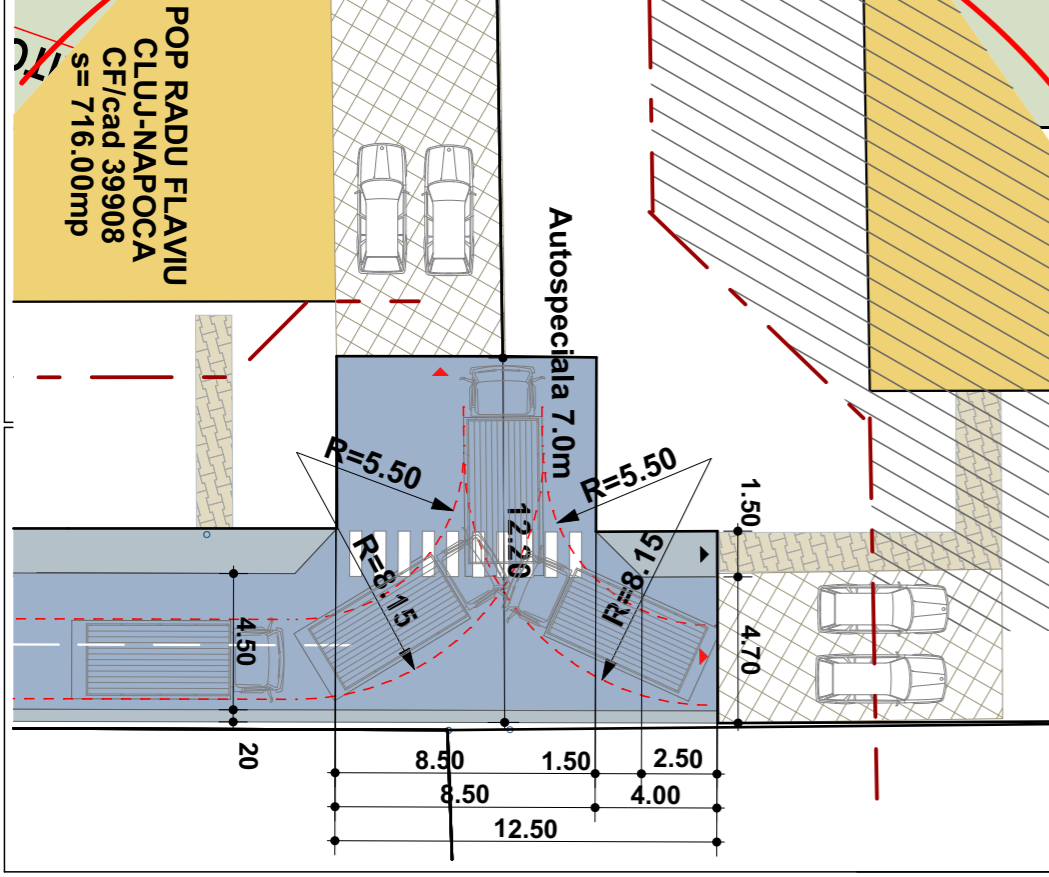 POP RADU FLAVIU
CLUJ-NAPOCA
CF/cad 39908
s= 716.00mp
Autospeciala 7.0m
R=5.50
R=5.50
12.20
R=8.15
R=8.15
1.50
4.50
4.70
20
8.50
1.50
2.50
8.50
4.00
12.50